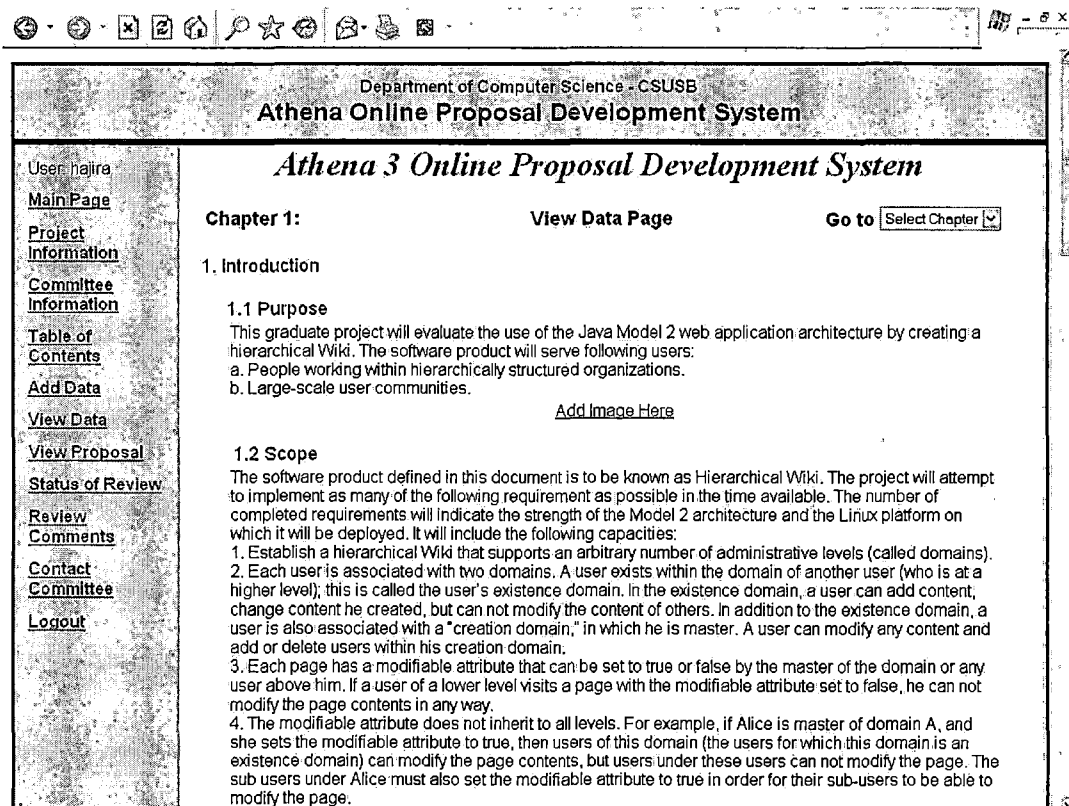 Department of Computer Science - CSUSB
Athena Online Proposal Development System
User: hajira
Main Page
Project
Information
Committee
Information
Table of
Contents
Add Data
View Data
View Proposal
Status of Review
Review
Comments
Contact
Committee
Logout
Athena 3 Online Proposal Development System
Chapter 1:
View Data Page
Go to Select Chapter
1. Introduction
1.1 Purpose
This graduate project will evaluate the use of the Java Model 2 web application architecture by creating a
hierarchical Wiki. The software product will serve following users:
a. People working within hierarchically structured organizations.
b. Large-scale user communities.
Add Image Here
1.2 Scope
The software product defined in this document is to be known as Hierarchical Wiki. The project will attempt
to implement as many of the following requirement as possible in the time available. The number of
completed requirements will indicate the strength of the Model 2 architecture and the Linux platform on
which it will be deployed. It will include the following capacities:
1. Establish a hierarchical Wiki that supports an arbitrary number of administrative levels (called domains).
2. Each user is associated with two domains. A user exists within the domain of another user (who is at a
higher level); this is called the user's existence domain. In the existence domain, a user can add content,
change content he created, but can not modify the content of others. In addition to the existence domain, a
user is also associated with a "creation domain," in which he is master. A user can modify any content and
add or delete users within his creation domain.
3. Each page has a modifiable attribute that can be set to true or false by the master of the domain or any
user above him. If a user of a lower level visits a page with the modifiable attribute set to false, he can not
modify the page contents in any way.
4. The modifiable attribute does not inherit to all levels. For example, if Alice is master of domain A, and
she sets the modifiable attribute to true, then users of this domain (the users for which this domain is an
existence domain) can modify the page contents, but users under these users can not modify the page. The
sub users under Alice must also set the modifiable attribute to true in order for their sub-users to be able to
modify the page.